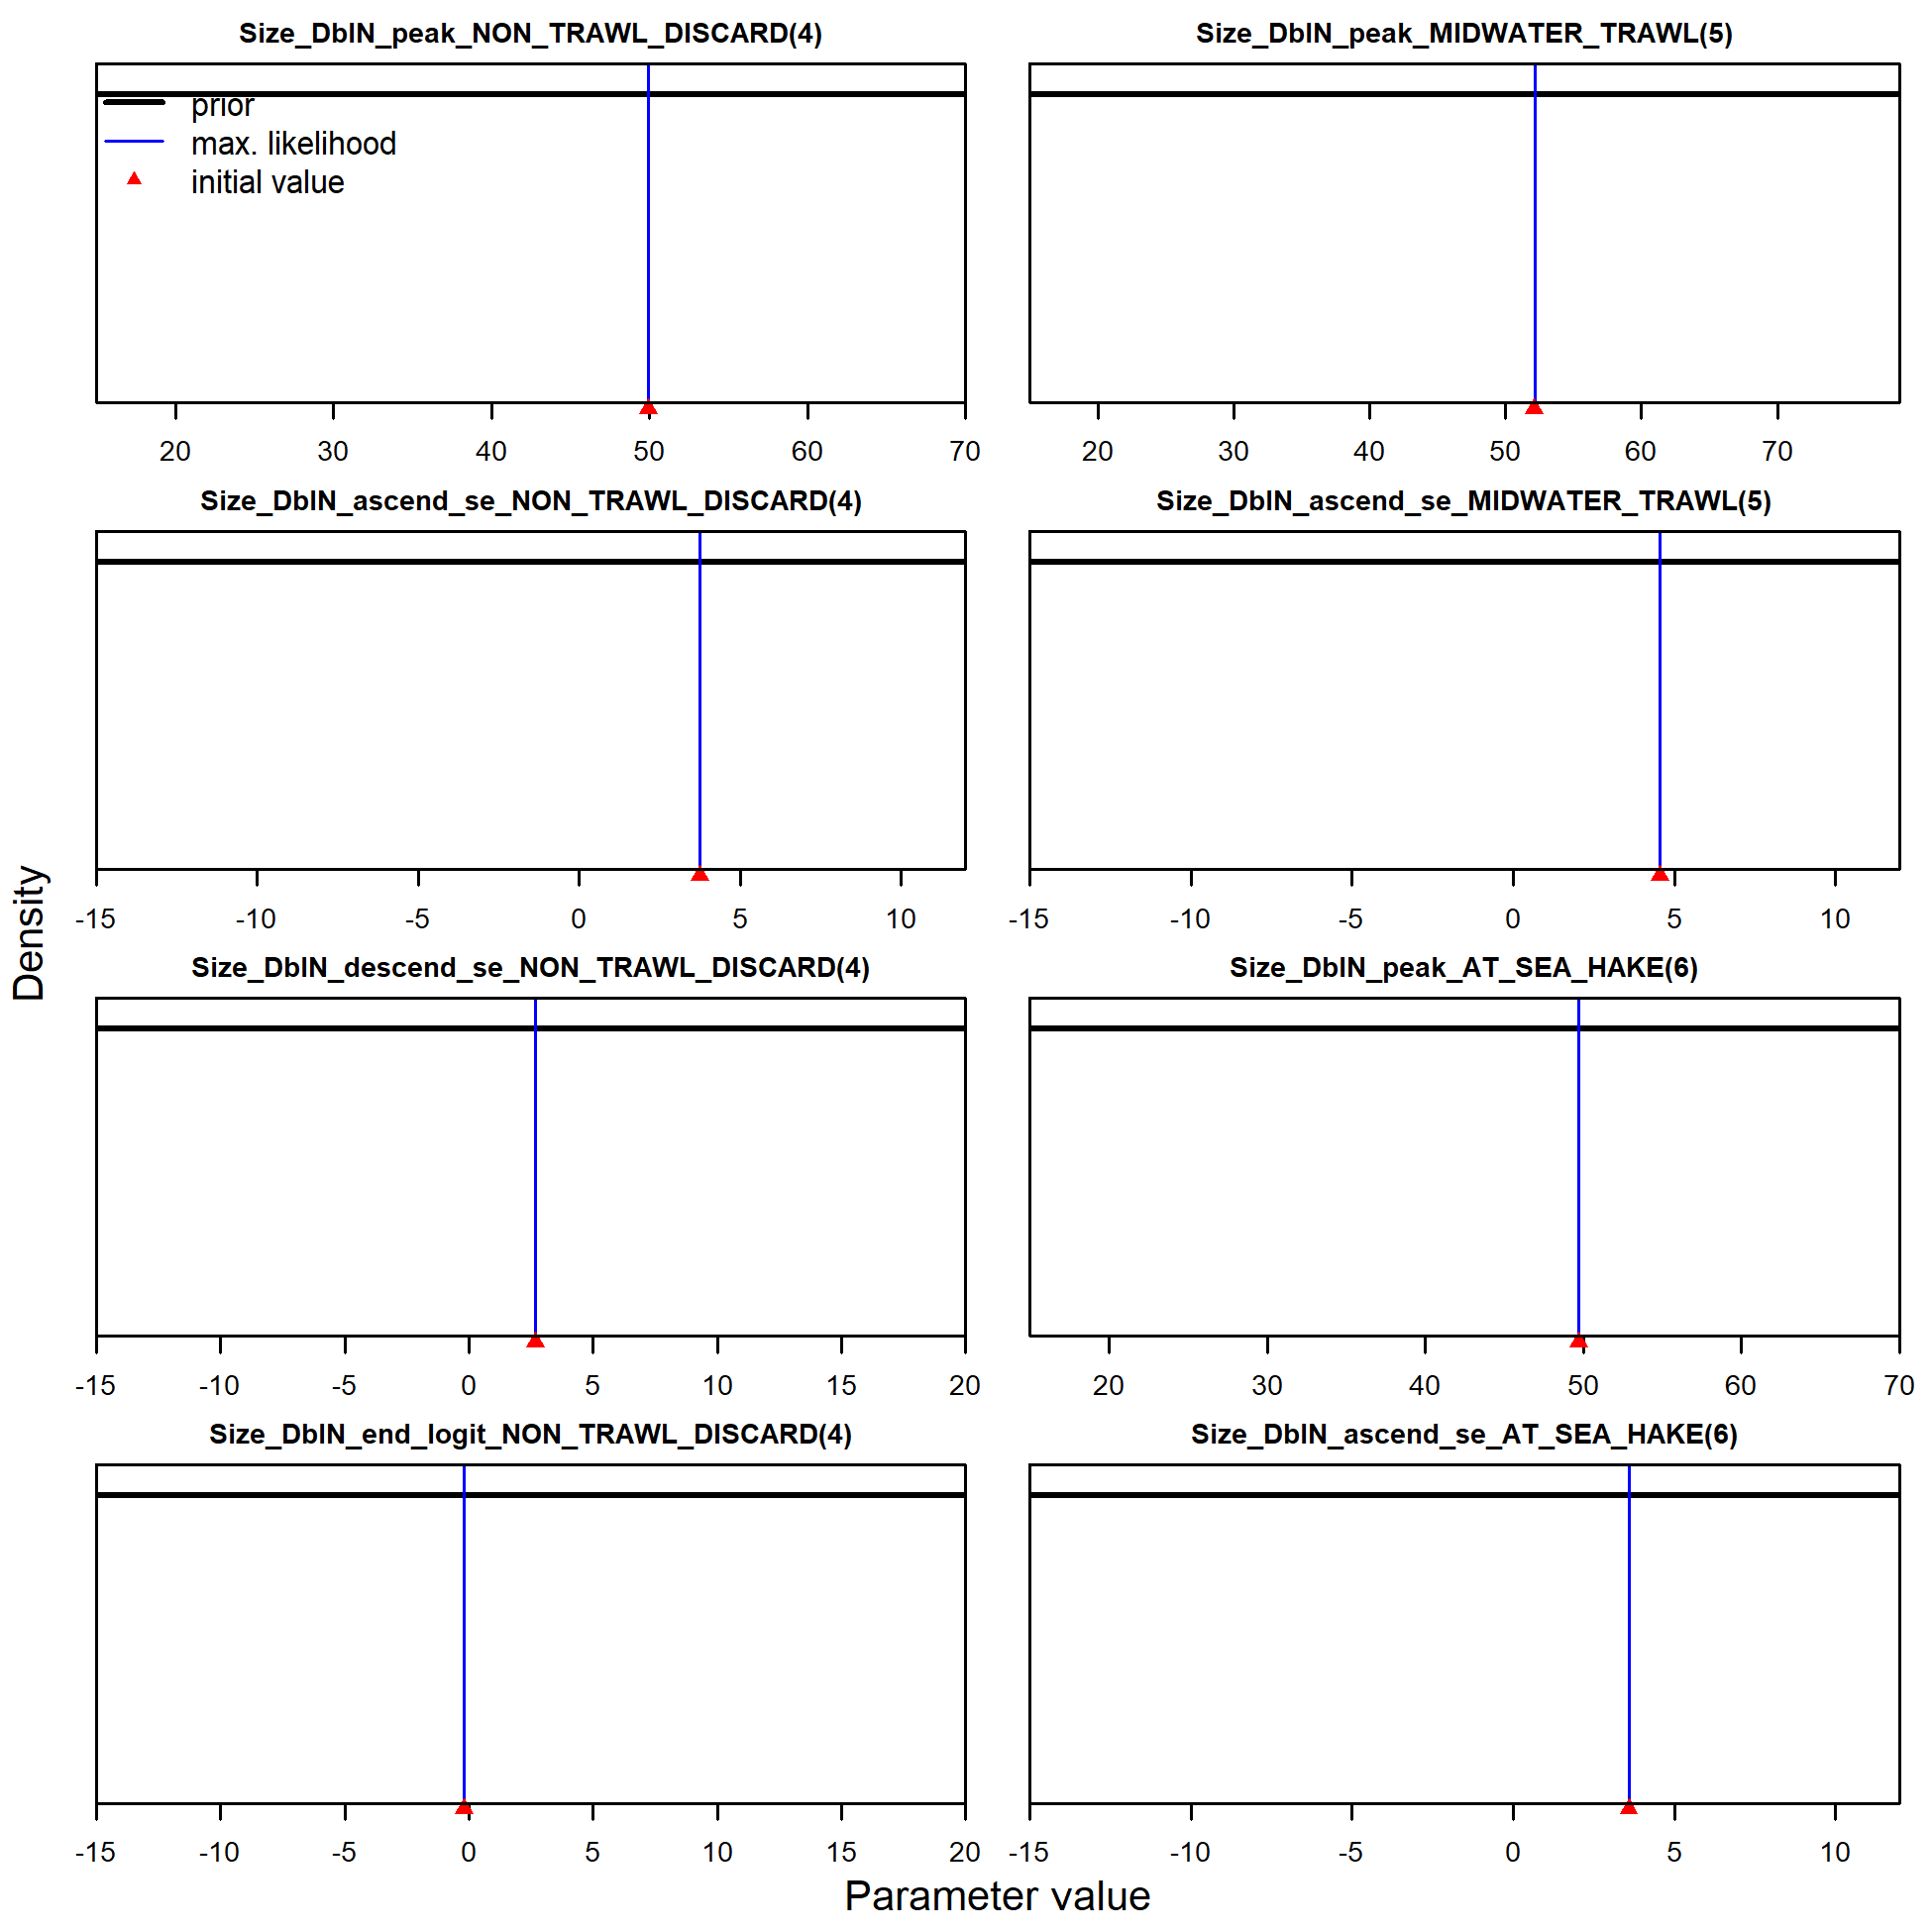 Size_DblN_peak_NON_TRAWL_DISCARD(4)
prior
max. likelihood
initial value
20 30 40 50 60 70
Size_DblN_peak_MIDWATER_TRAWL(5)
20 30 40 50 60 70
Size_DblN_ascend_se_NON_TRAWL_DISCARD(4)
-15 -10 -5 0 5 10
Size_DblN_ascend_se_MIDWATER_TRAWL(5)
-15 -10 -5 0 5 10
Size_DblN_descend_se_NON_TRAWL_DISCARD(4)
-15 -10 -5 0 5 10 15 20
Size_DblN_peak_AT_SEA_HAKE(6)
20 30 40 50 60 70
Size_DblN_end_logit_NON_TRAWL_DISCARD(4)
-15 -10 -5 0 5 10 15 20
Size_DblN_ascend_se_AT_SEA_HAKE(6)
-15 -10 -5 0 5 10
Density
Parameter value